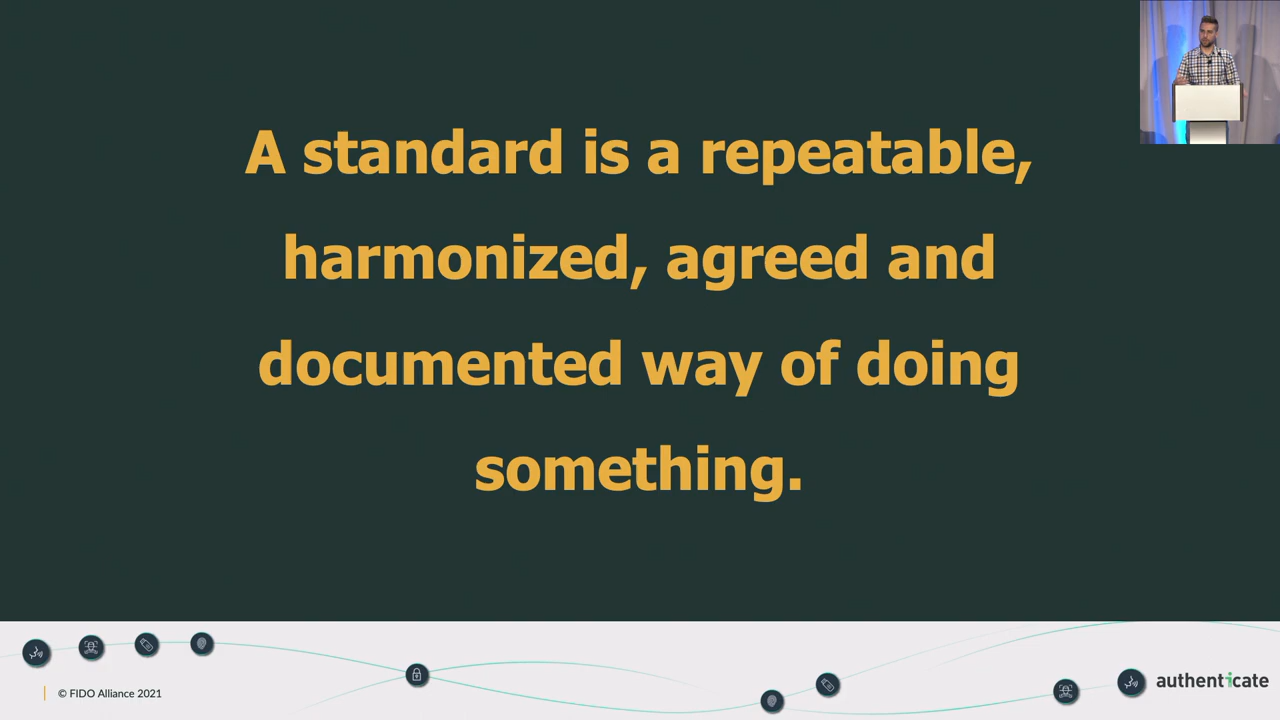 A standard is a repeatable,
harmonized, agreed and
documented way of doing
something.
© FIDO Alliance 2021
authenticate